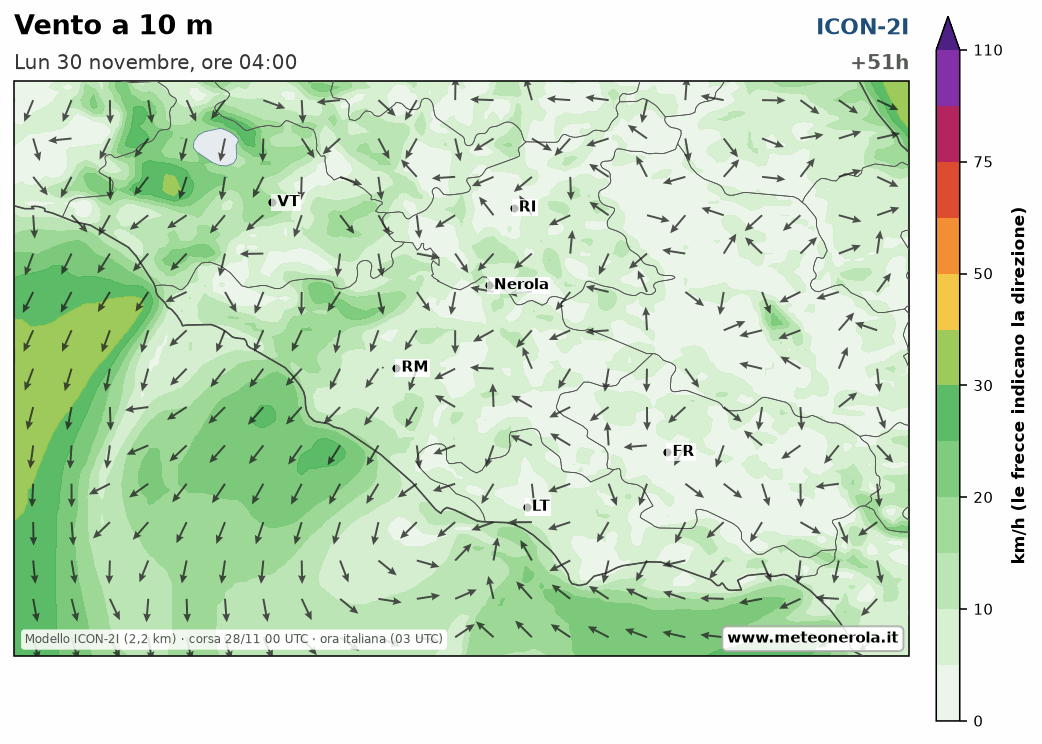 Vento a 10 m
ICON-2I
Lun 30 novembre, ore 04:00
+51h
110
75
50
30
20
10
0
km/h (le frecce indicano la direzione)
VT
RI
Nerola
RM
FR
LT
Modello ICON-2I (2,2 km) · corsa 28/11 00 UTC · ora italiana (03 UTC)
www.meteonerola.it